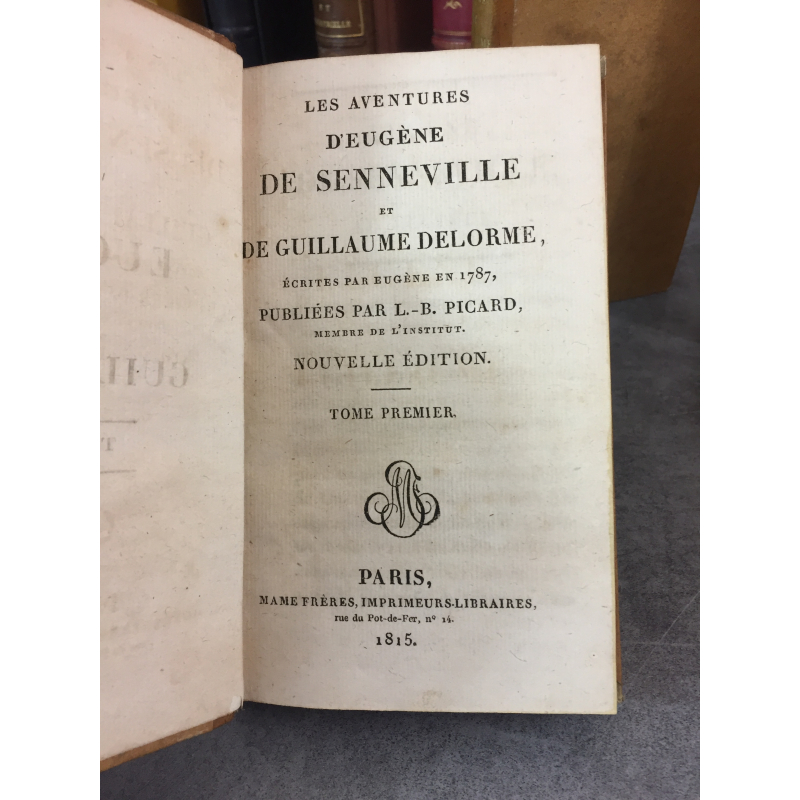 LES AVENTURES
D'EUGÈNE
DE SENNEVILLE
ET
DE GUILLAUME DELORME,
ÉCRITES PAR EUGÈNE EN 1787,
PUBLIÉES PAR L.-B. PICARD,
MEMBRE DE L'INSTITUT.
NOUVELLE ÉDITION.
TOME PREMIER.
PARIS,
MAME FRÈRES, IMPRIMEURS-LIBRAIRES,
rue du Pot-de-Fer, nº 14.
1815.